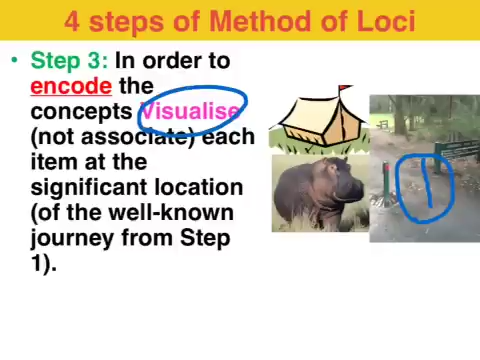 4 steps of Method of Loci
• Step 3: In order to
encode the
concepts Visualise
(not associate) each
item at the
significant location
(of the well-known
journey from Step
1).
1